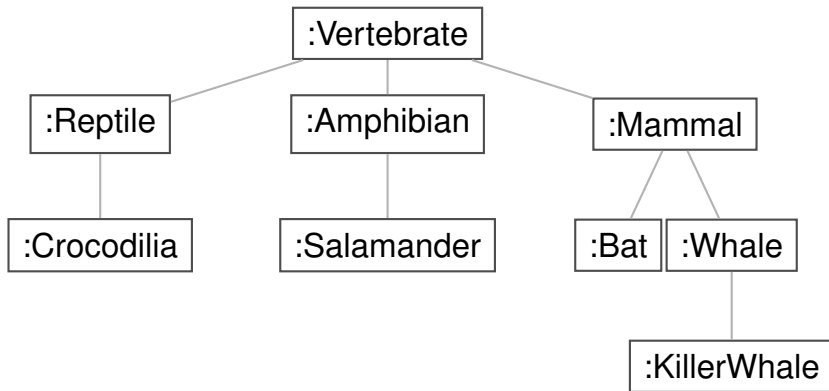 :Vertebrate
:Reptile
:Amphibian
:Mammal
:Crocodilia
:Salamander
:Bat
:Whale
:KillerWhale